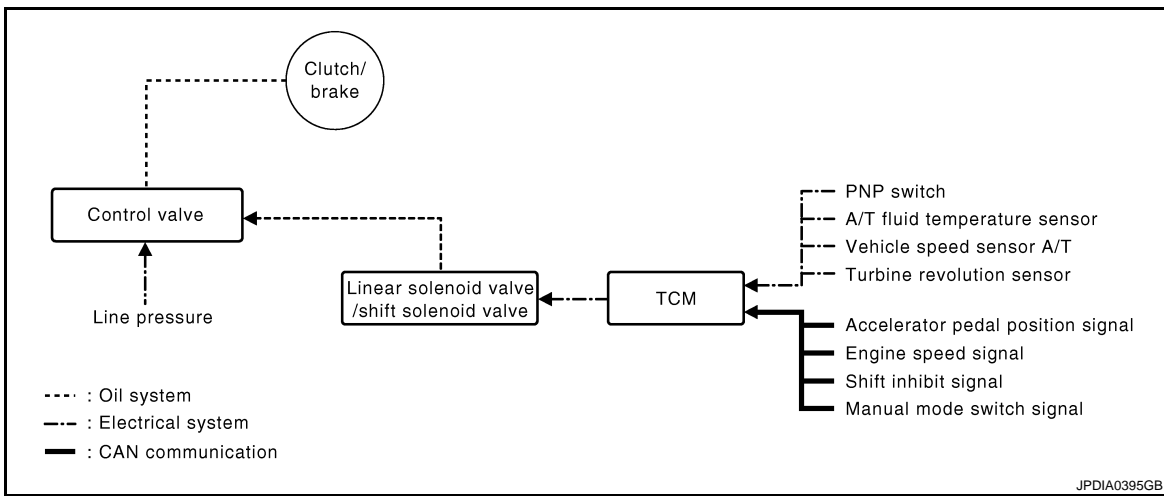 Clutch/
brake
Control valve
Line pressure
Linear solenoid valve
/shift solenoid valve
TCM
PNP switch
A/T fluid temperature sensor
Vehicle speed sensor A/T
Turbine revolution sensor
Accelerator pedal position signal
Engine speed signal
Shift inhibit signal
Manual mode switch signal
: Oil system
: Electrical system
: CAN communication
JPDIA0395GB